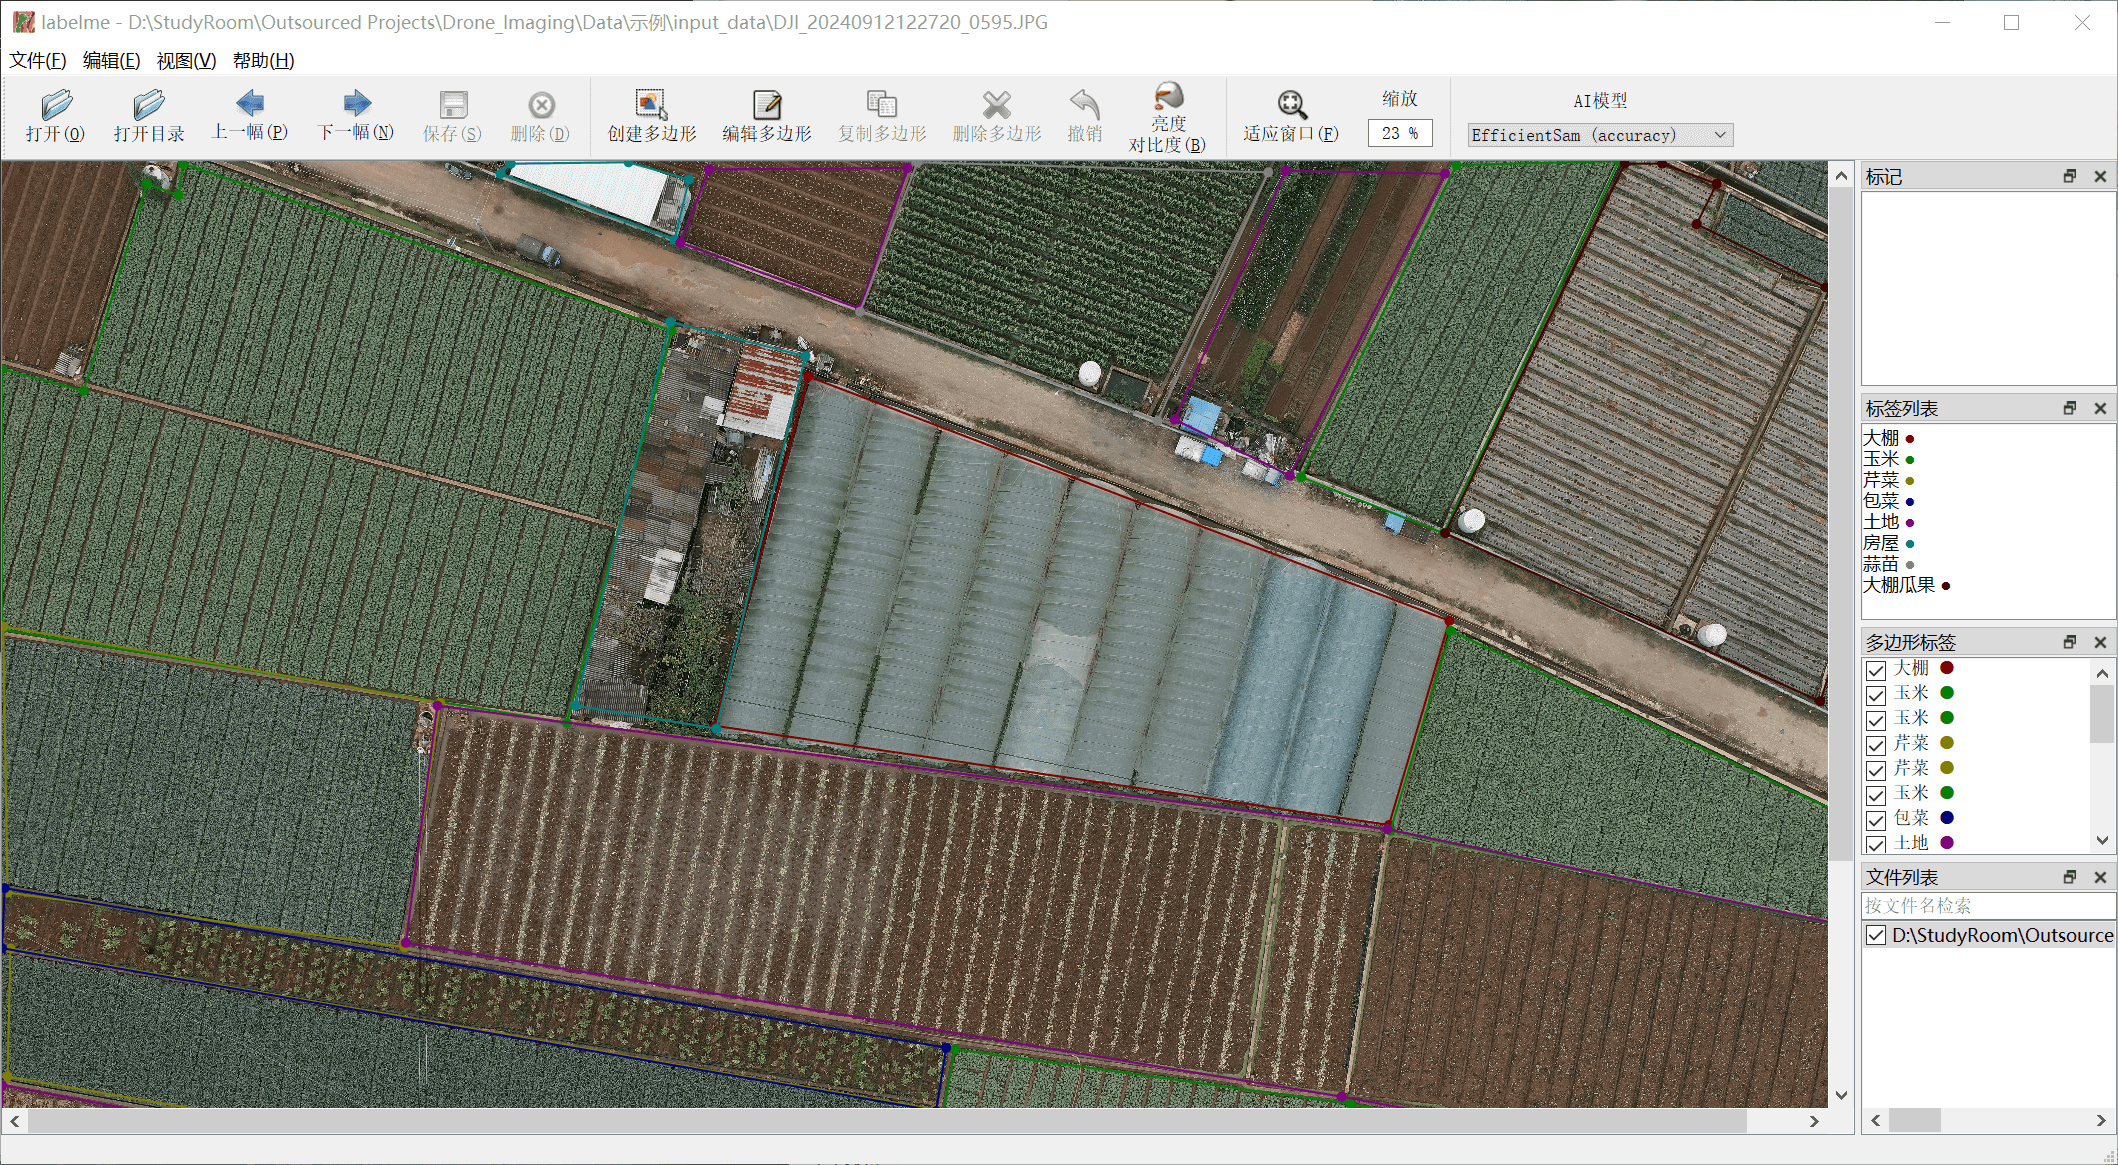 labelme - D:\StudyRoom\Outsourced Projects\Drone_Imaging\Data\示例\input_data\DJI_20240912122720_0595.JPG
文件(F) 编辑(E) 视图(V) 帮助(H)
打开(O) 打开目录 上一幅(P) 下一幅(N) 保存(S) 删除(D) 创建多边形 编辑多边形 复制多边形 删除多边形 撤销 亮度
对比度(B) 适应窗口(F) 缩放
23 %
AI模型
EfficientSam (accuracy)
标记
标签列表
大棚
玉米
芹菜
包菜
土地
房屋
蒜苗
大棚瓜果
多边形标签
大棚
玉米
玉米
芹菜
芹菜
玉米
包菜
土地
文件列表
按文件名检索
D:\StudyRoom\Outsource